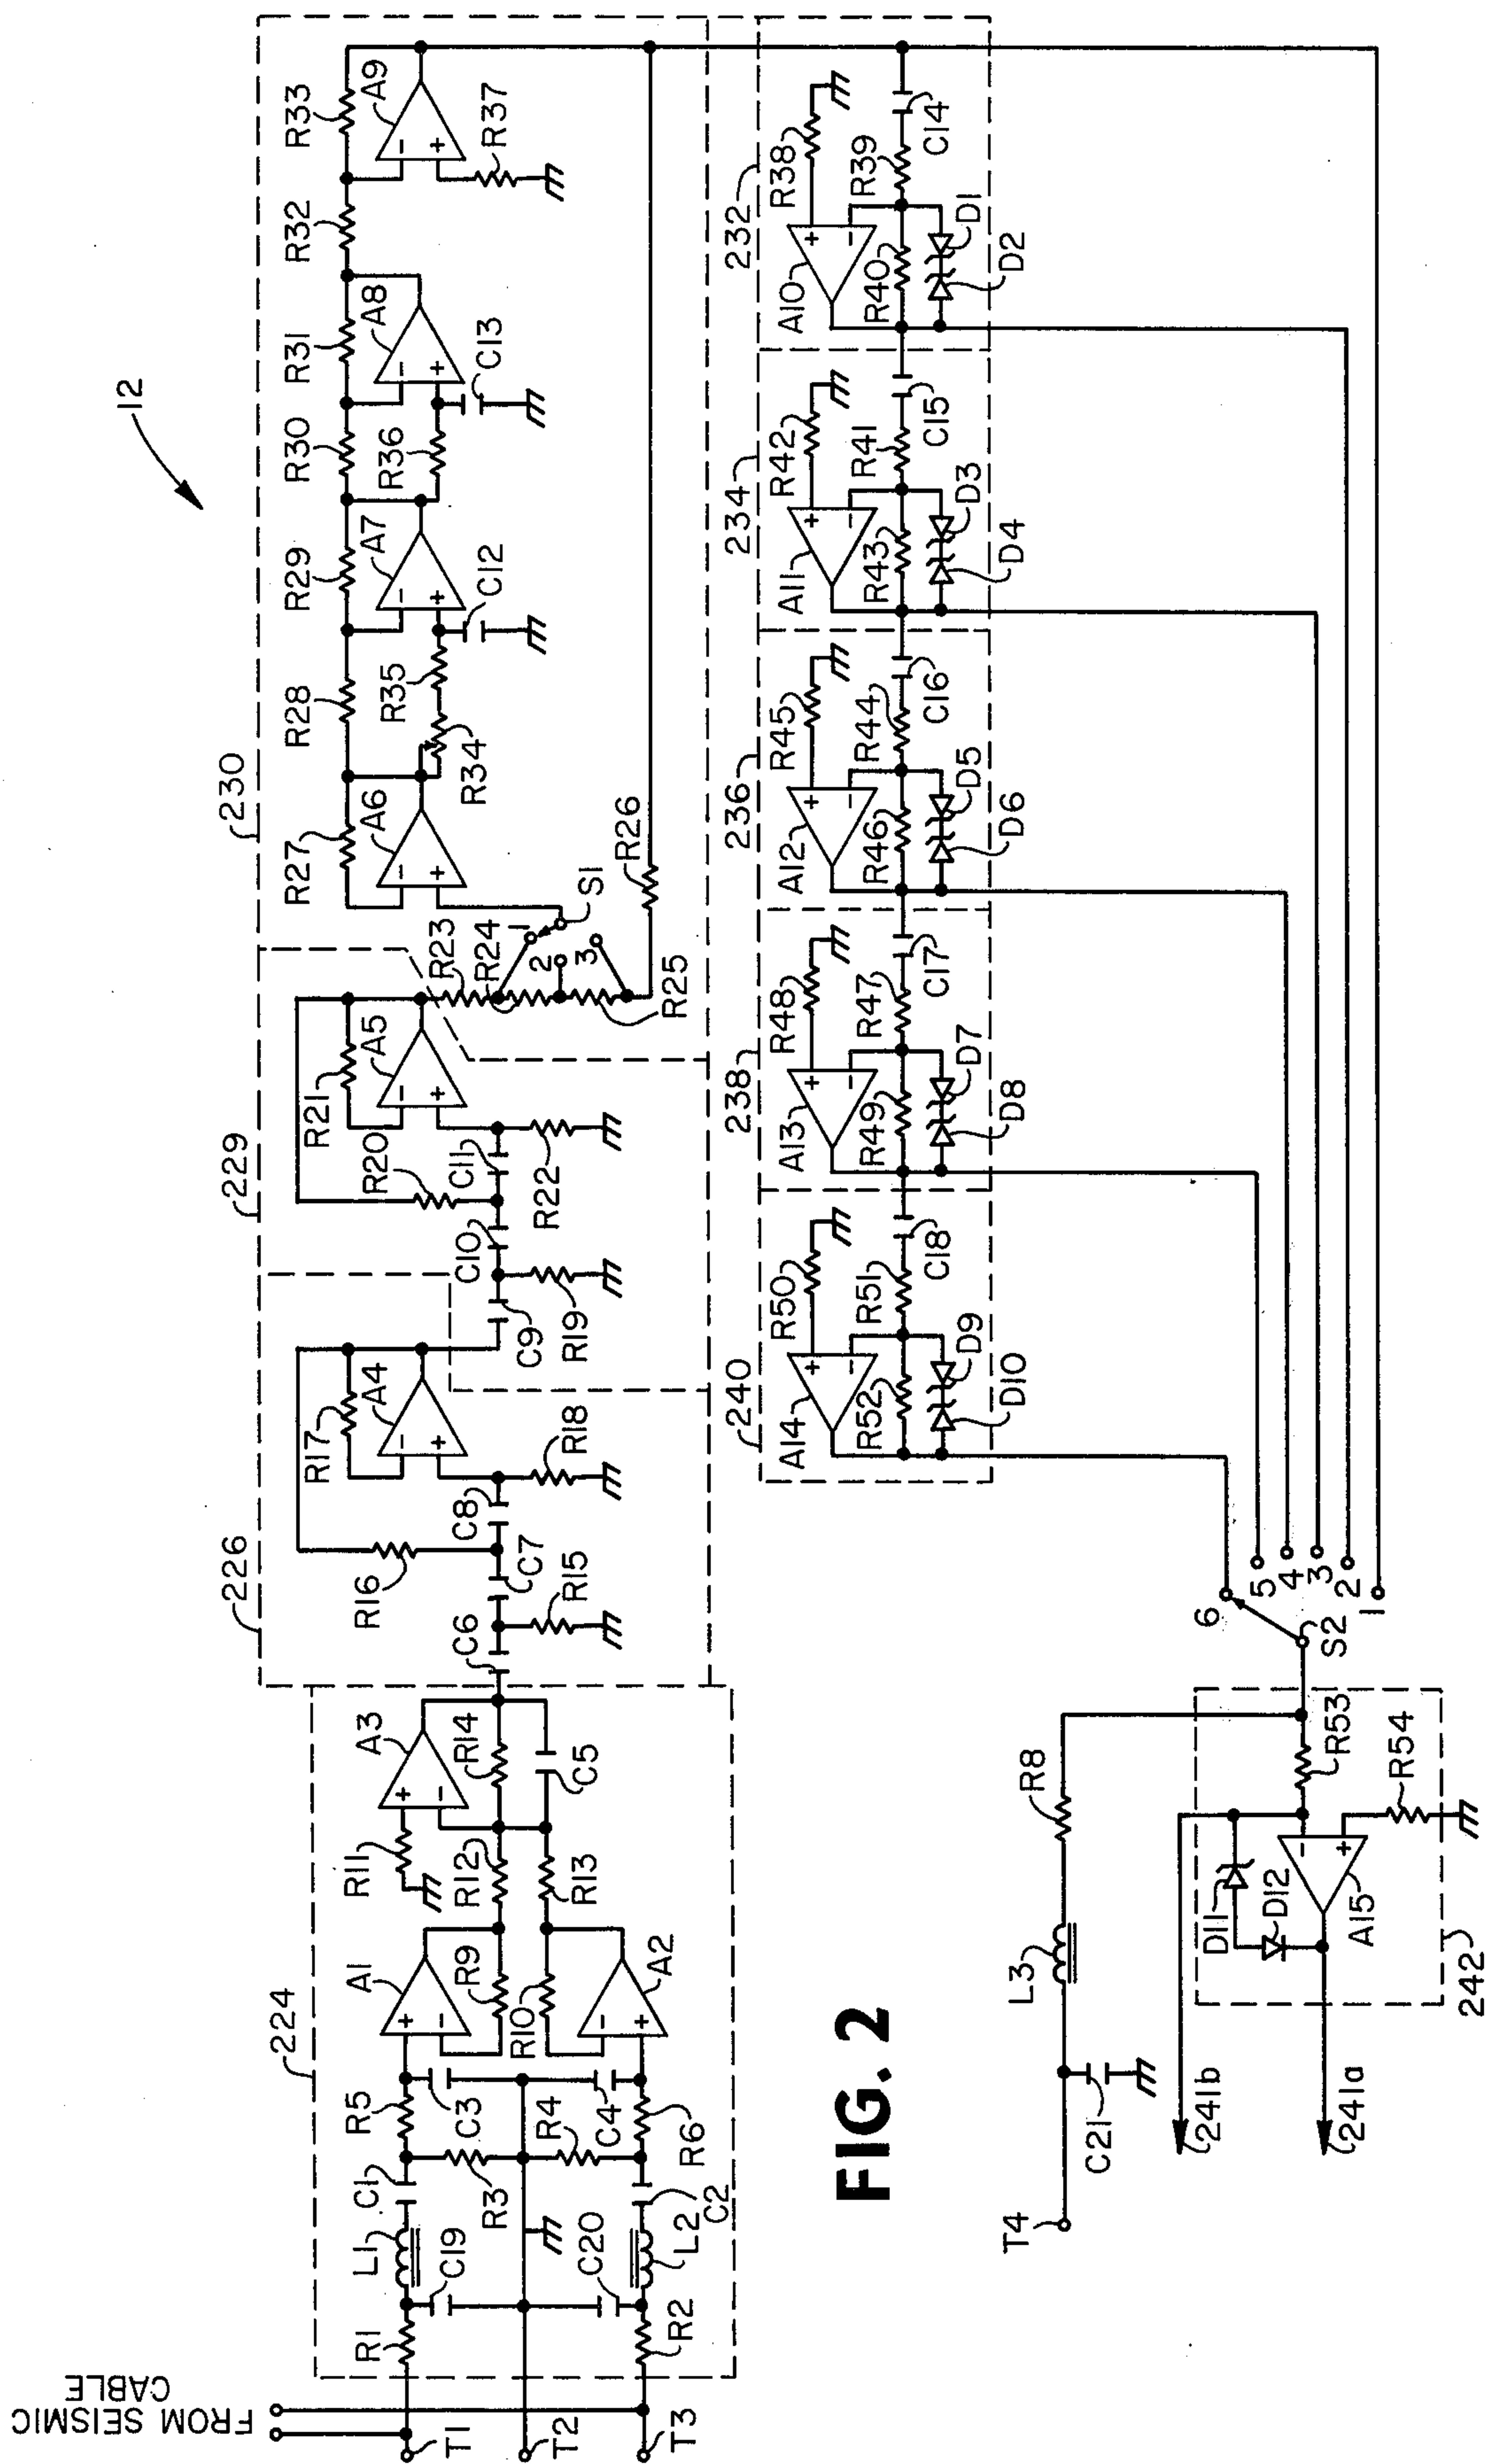 12
FROM SEISMIC
CABLE
T1
T2
T3
224
R1
C19
L1
C1
R3
R5
C3
R2
C20
L2
C2
R4
R6
C4
A1
+
-
R9
R10
A2
-
+
R11
R12
R13
A3
+
-
R14
C5
226
C6
R15
C7
R16
C8
R18
R17
A4
-
+
229
C9
R19
C10
R20
C11
R22
R21
A5
-
+
230
R23
R24
R25
1
2
3
S1
R26
R27
A6
-
+
R34
R28
R35
C12
R29
A7
-
+
R30
R36
C13
R31
A8
-
+
R32
R33
A9
-
+
R37
240
A14
+
-
R50
R52
R51
C18
D9
D10
238
A13
+
-
R48
R49
R47
C17
D7
D8
236
A12
+
-
R45
R46
R44
C16
D5
D6
234
A11
+
-
R42
R43
R41
C15
D3
D4
232
A10
+
-
R38
R40
R39
C14
D1
D2
6
5
4
3
2
1
S2
T4
C21
L3
R8
241b
241a
D11
D12
A15
-
+
R53
R54
242
FIG. 2